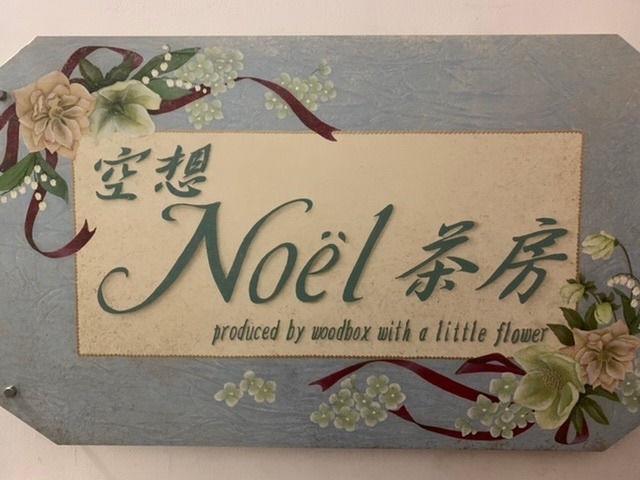 空想
Noël 茶房
produced by woodbox with a little flower